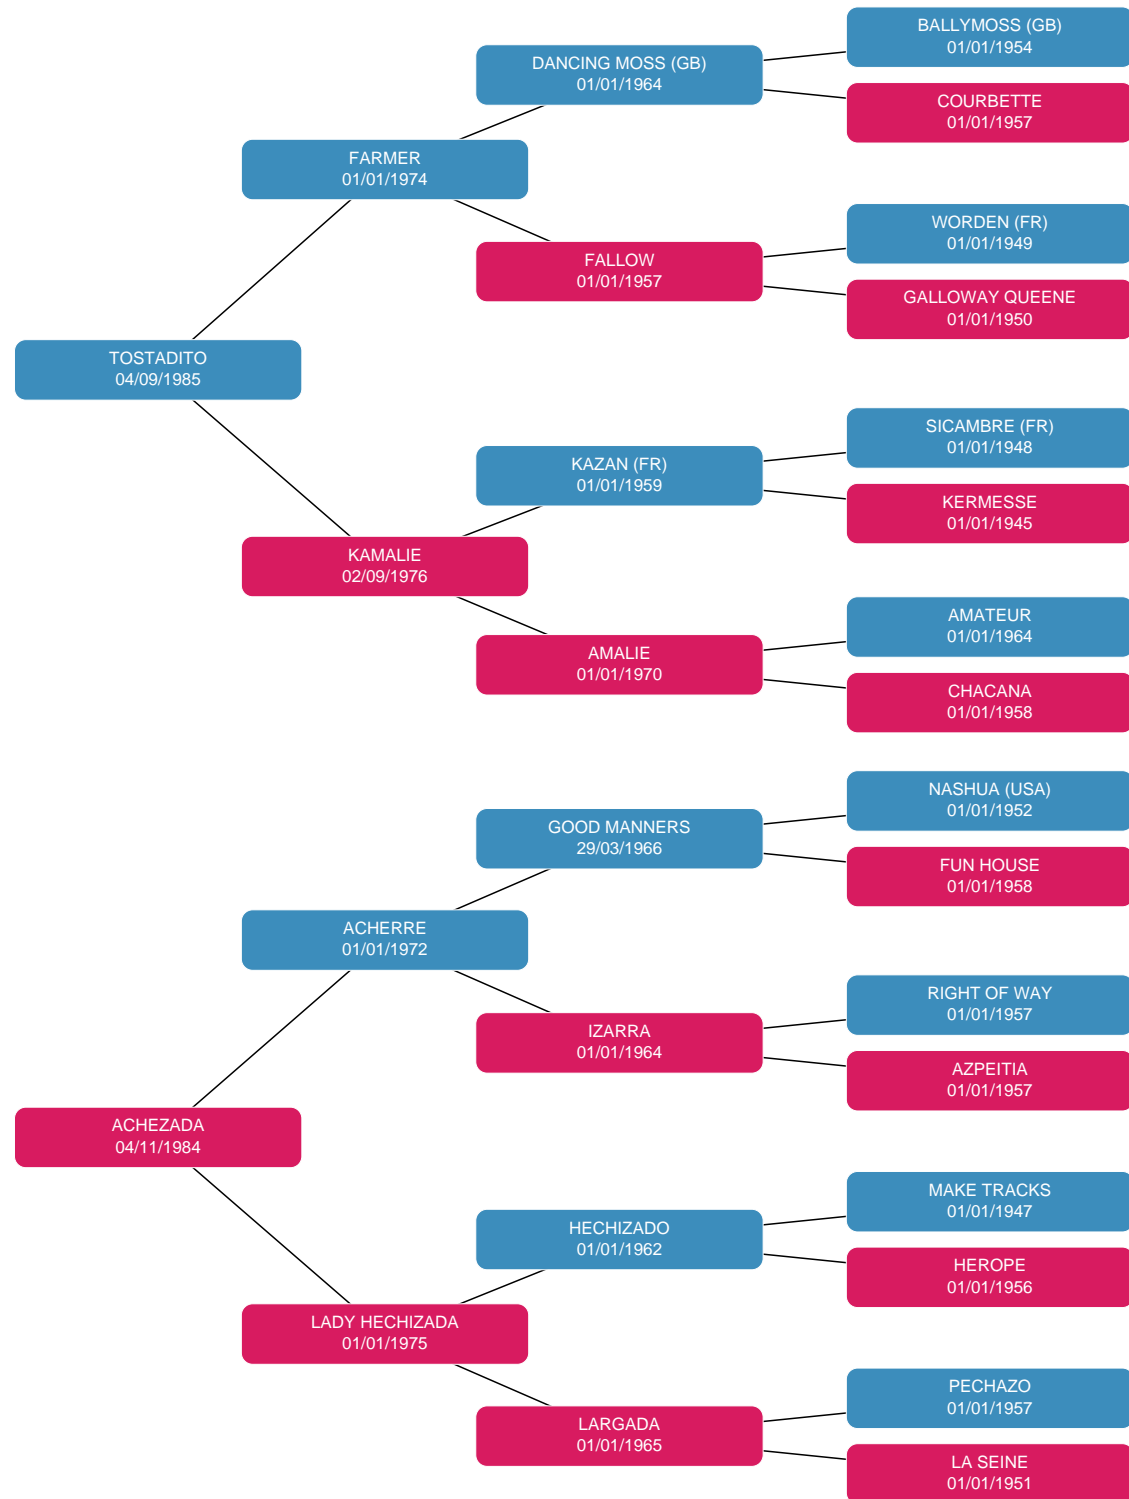 BALLYMOSS (GB)
01/01/1954
DANCING MOSS (GB)
01/01/1964
COURBETTE
01/01/1957
FARMER
01/01/1974
WORDEN (FR)
01/01/1949
FALLOW
01/01/1957
GALLOWAY QUEENE
01/01/1950
TOSTADITO
04/09/1985
SICAMBRE (FR)
01/01/1948
KAZAN (FR)
01/01/1959
KERMESSE
01/01/1945
KAMALIE
02/09/1976
AMATEUR
01/01/1964
AMALIE
01/01/1970
CHACANA
01/01/1958
NASHUA (USA)
01/01/1952
GOOD MANNERS
29/03/1966
FUN HOUSE
01/01/1958
ACHERRE
01/01/1972
RIGHT OF WAY
01/01/1957
IZARRA
01/01/1964
AZPEITIA
01/01/1957
ACHEZADA
04/11/1984
MAKE TRACKS
01/01/1947
HECHIZADO
01/01/1962
HEROPE
01/01/1956
LADY HECHIZADA
01/01/1975
PECHAZO
01/01/1957
LARGADA
01/01/1965
LA SEINE
01/01/1951